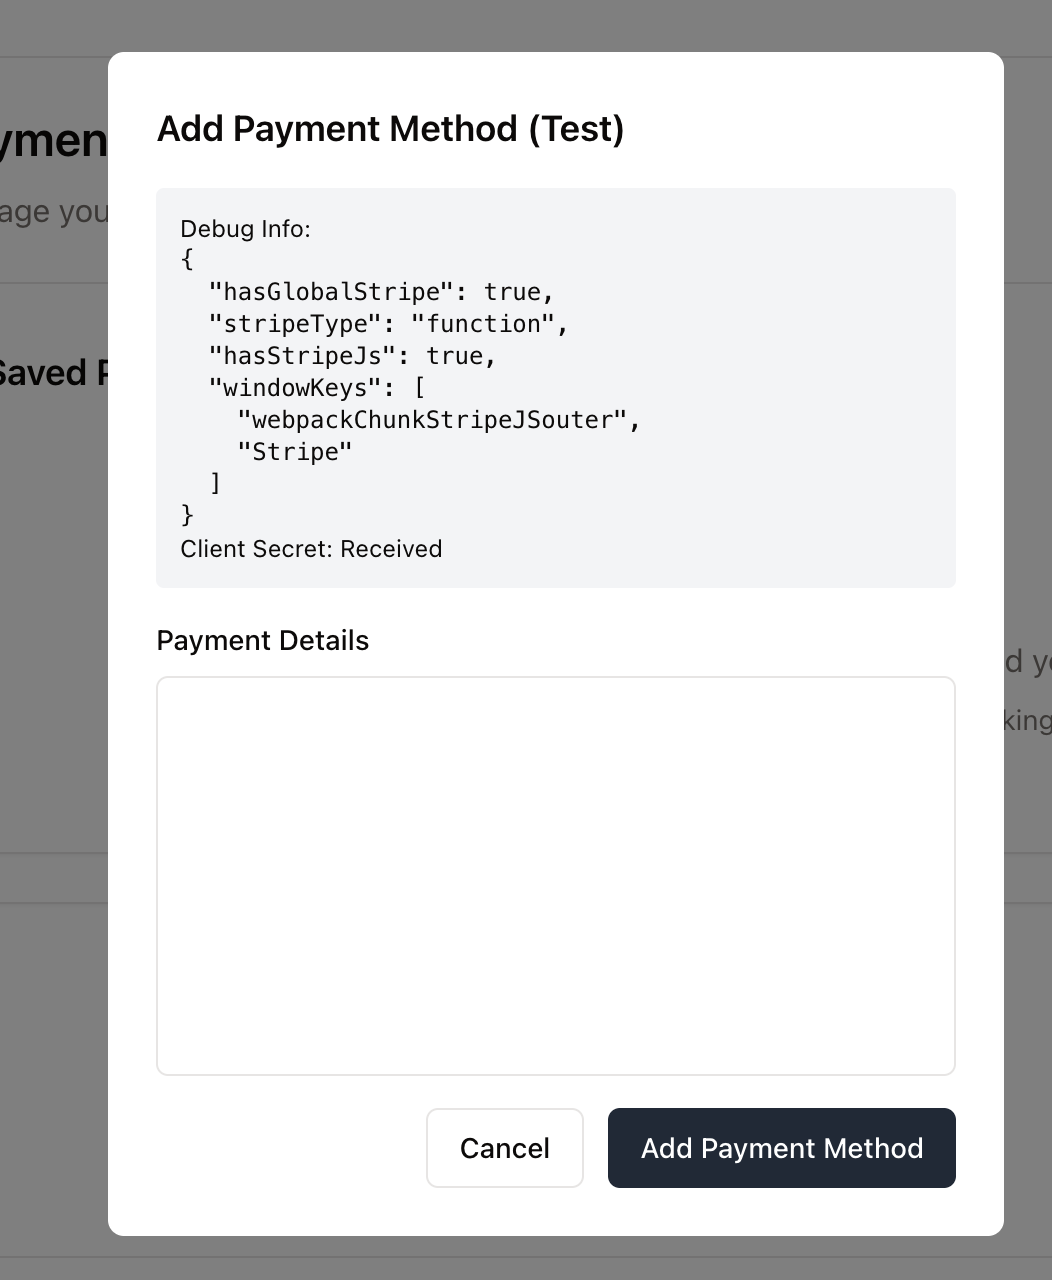 Add Payment Method (Test)
Debug Info:
{
  "hasGlobalStripe": true,
  "stripeType": "function",
  "hasStripeJs": true,
  "windowKeys": [
    "webpackChunkStripeJSouter",
    "Stripe"
  ]
}
Client Secret: Received
Payment Details
Cancel
Add Payment Method
ymen
age you
Saved P
d yo
king